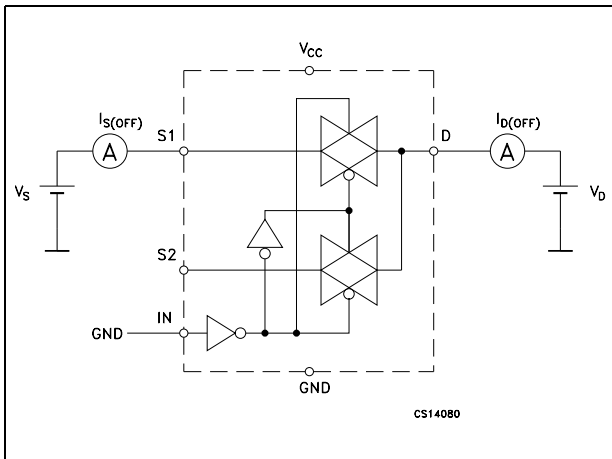 VCC
IS(OFF)
S1
D
ID(OFF)
A
A
VS
VD
S2
IN
GND
GND
CS14080